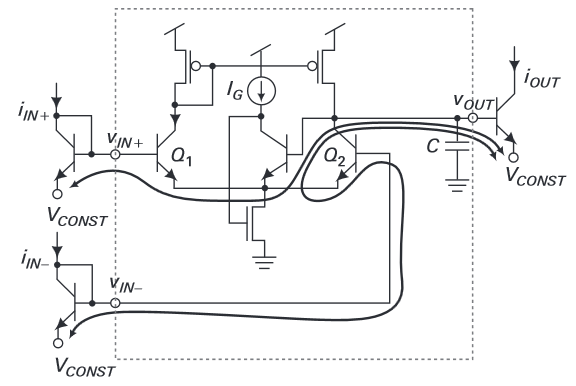 I_G
i_IN+
v_IN+
Q_1
Q_2
v_OUT
i_OUT
C
V_CONST
V_CONST
i_IN−
v_IN−
V_CONST